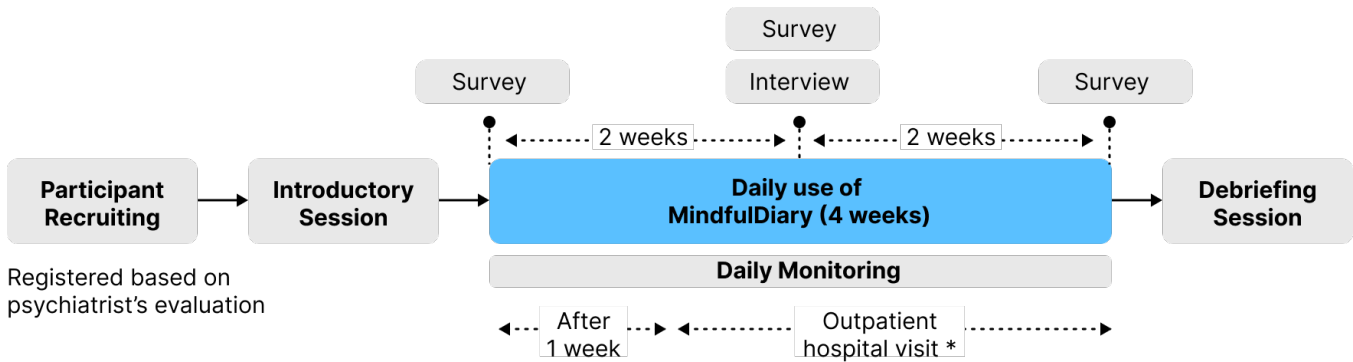 Survey
Survey
Interview
Survey
2 weeks
2 weeks
Participant
Recruiting
Introductory
Session
Daily use of
MindfulDiary (4 weeks)
Debriefing
Session
Daily Monitoring
Registered based on
psychiatrist’s evaluation
After
1 week
Outpatient
hospital visit *